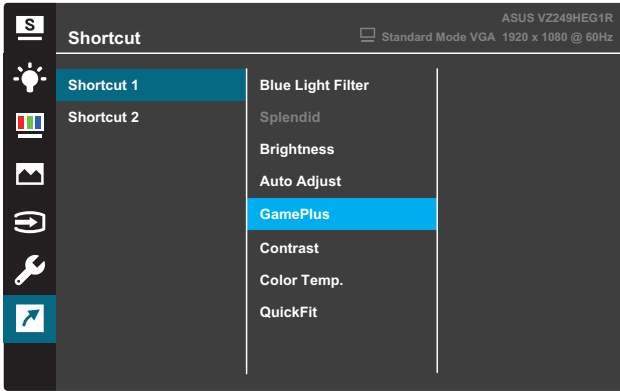 S
ASUS VZ249HEG1R
Shortcut
Standard Mode VGA 1920 x 1080 @ 60Hz
Shortcut 1
Shortcut 2
Blue Light Filter
Splendid
Brightness
Auto Adjust
GamePlus
Contrast
Color Temp.
QuickFit